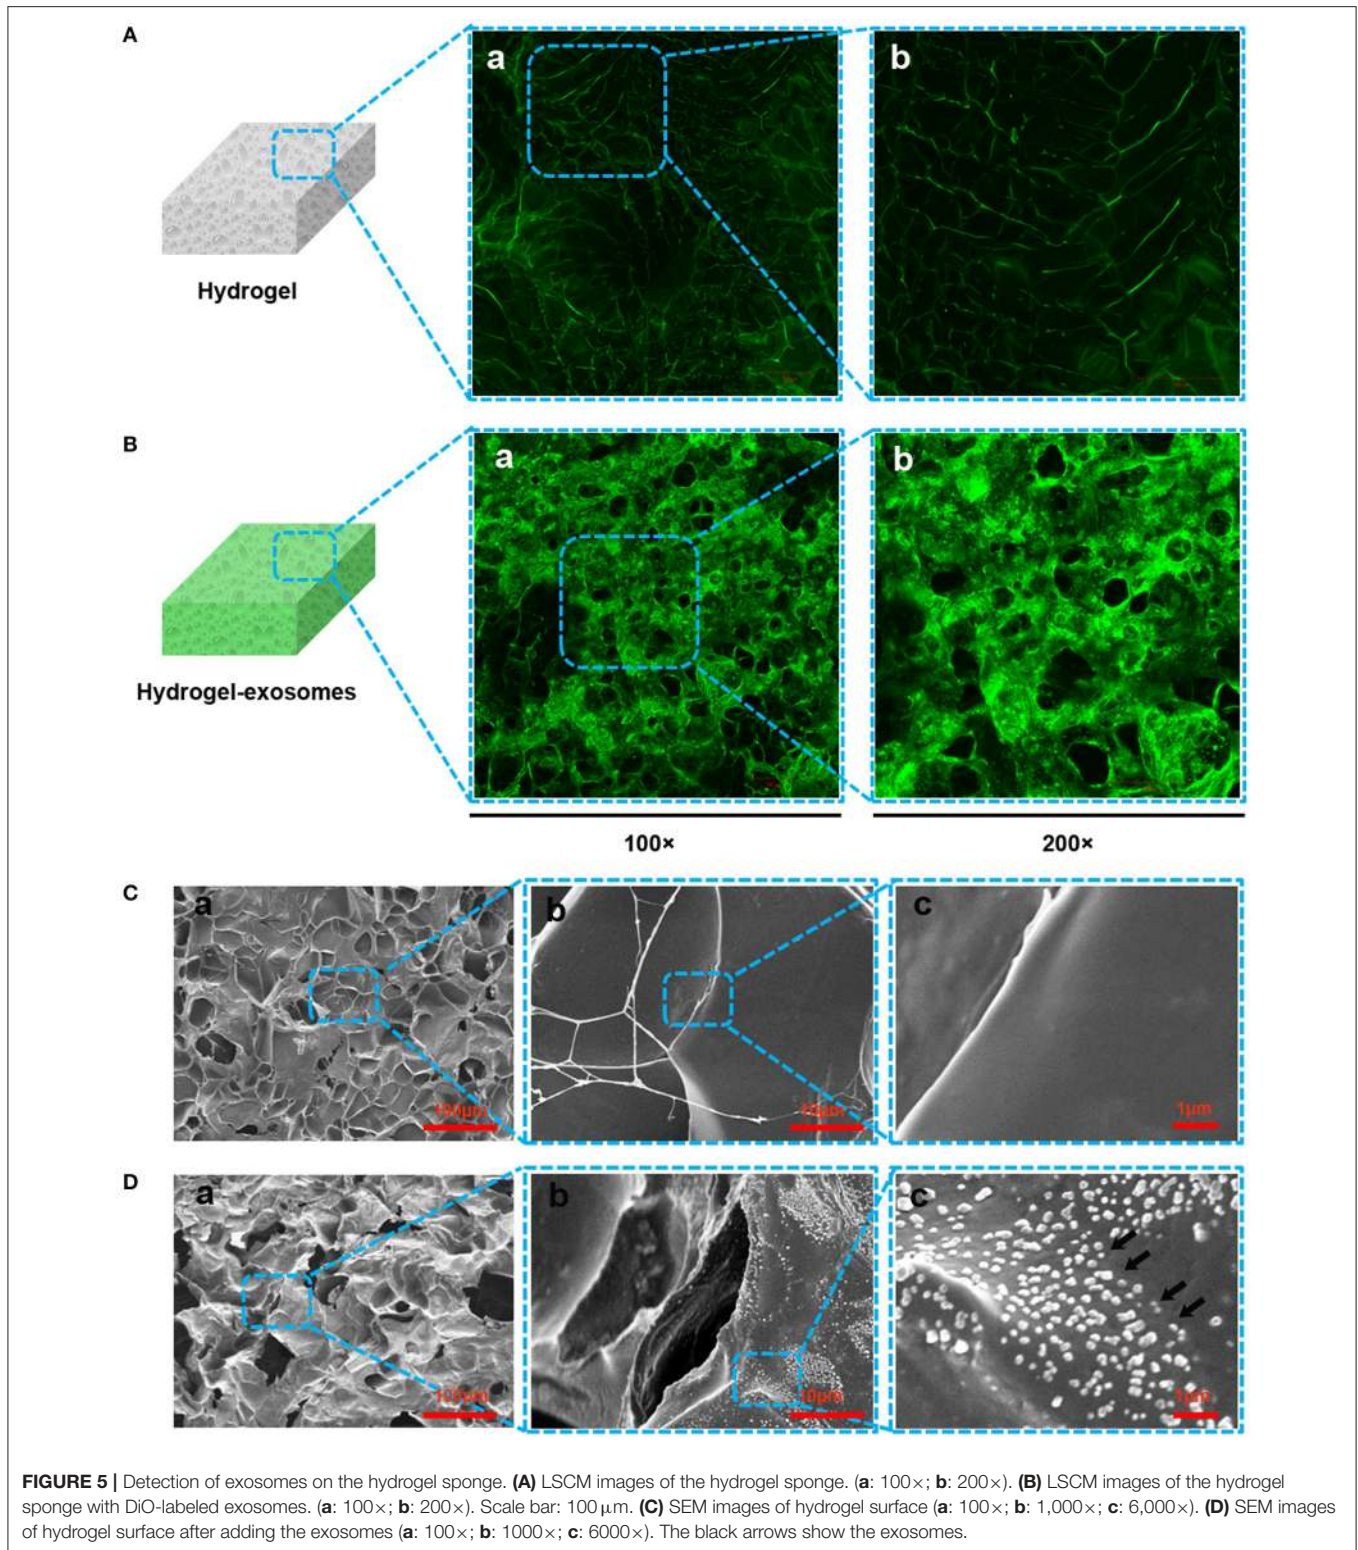 A
a
b
Hydrogel
B
a
b
Hydrogel-exosomes
100×
200×
C
a
b
c
100μm
10μm
1μm
D
a
b
c
100μm
10μm
1μm
FIGURE 5 | Detection of exosomes on the hydrogel sponge. (A) LSCM images of the hydrogel sponge. (a: 100×; b: 200×). (B) LSCM images of the hydrogel
sponge with DiO-labeled exosomes. (a: 100×; b: 200×). Scale bar: 100 μm. (C) SEM images of hydrogel surface (a: 100×; b: 1,000×; c: 6,000×). (D) SEM images
of hydrogel surface after adding the exosomes (a: 100×; b: 1000×; c: 6000×). The black arrows show the exosomes.